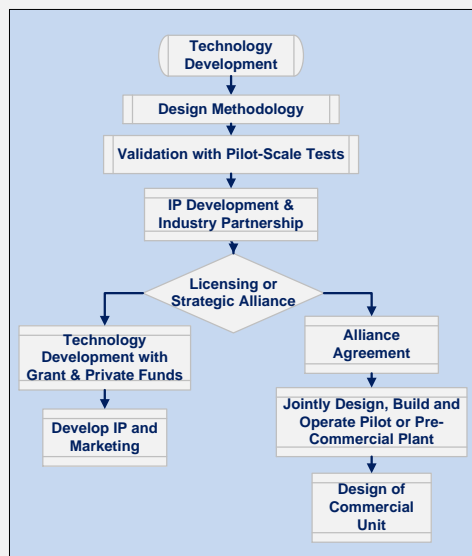 Technology
Development
Design Methodology
Validation with Pilot-Scale Tests
IP Development &
Industry Partnership
Licensing or
Strategic Alliance
Technology
Development with
Grant & Private Funds
Develop IP and
Marketing
Alliance
Agreement
Jointly Design, Build and
Operate Pilot or Pre-
Commercial Plant
Design of
Commercial
Unit